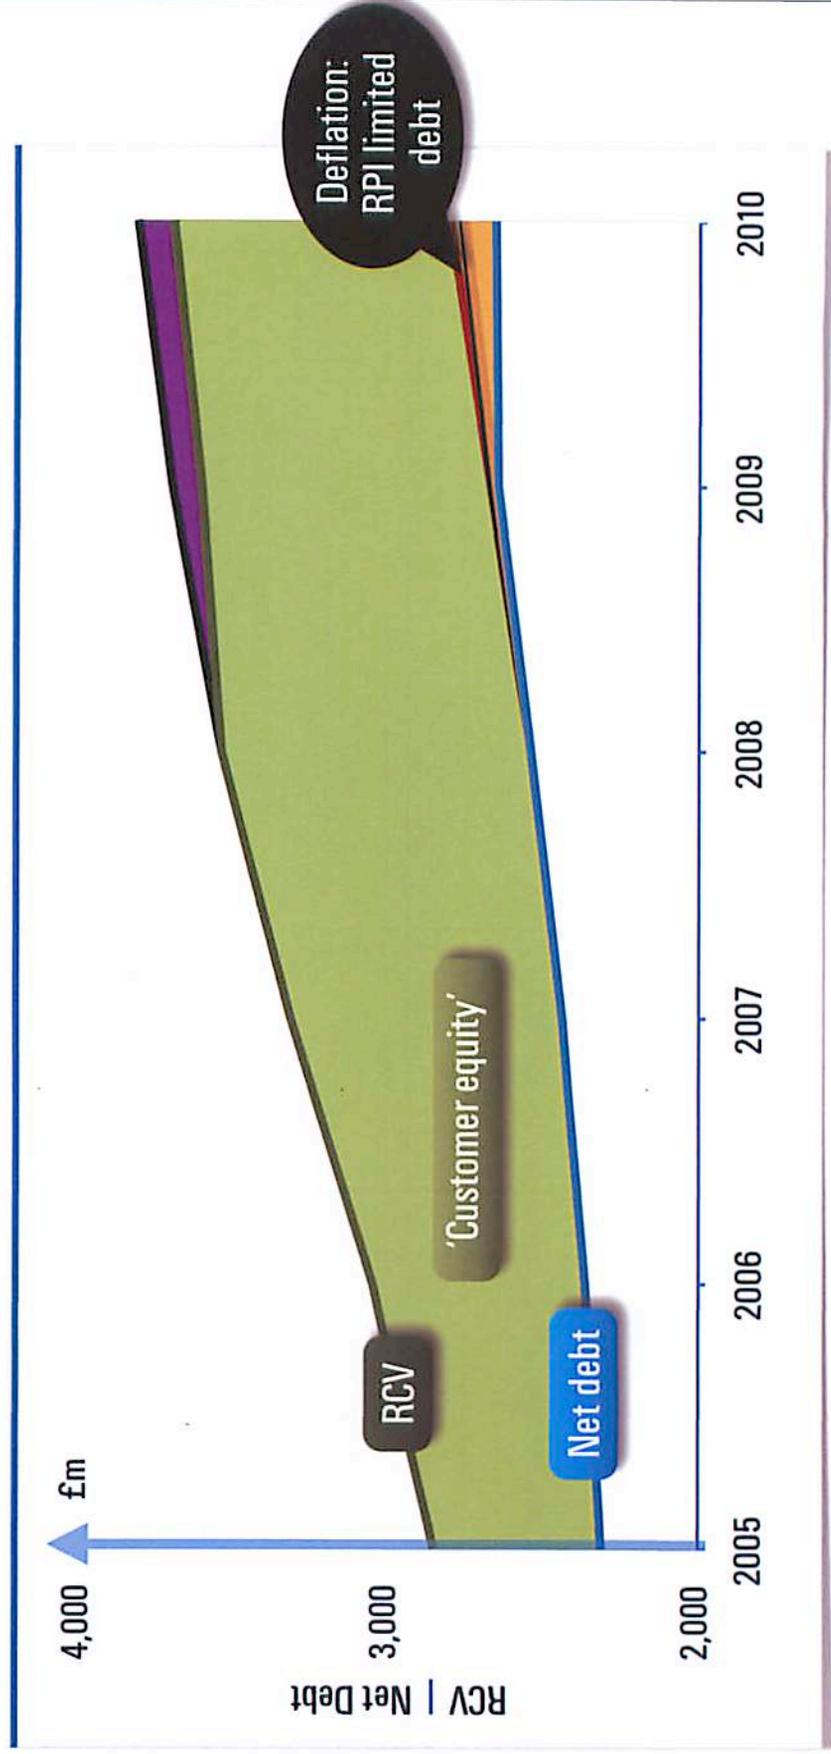 £m
4,000
3,000
2,000
RCV | Net Debt
RCV
Net debt
'Customer equity'
Deflation:
RPI limited
debt
2005
2006
2007
2008
2009
2010